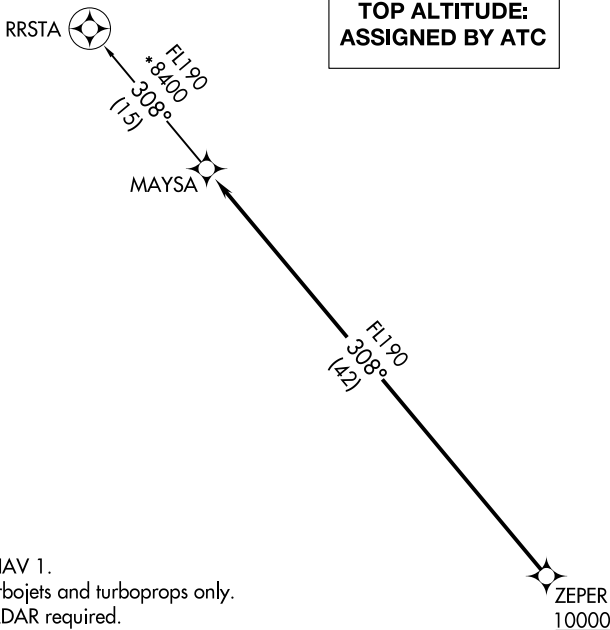 TOP ALTITUDE:
ASSIGNED BY ATC
RRSTA
FL190
*8400
308°
(15)
MAYSA
FL190
308°
(42)
ZEPER
10000
AV 1.
rbojets and turboprops only.
DAR required.